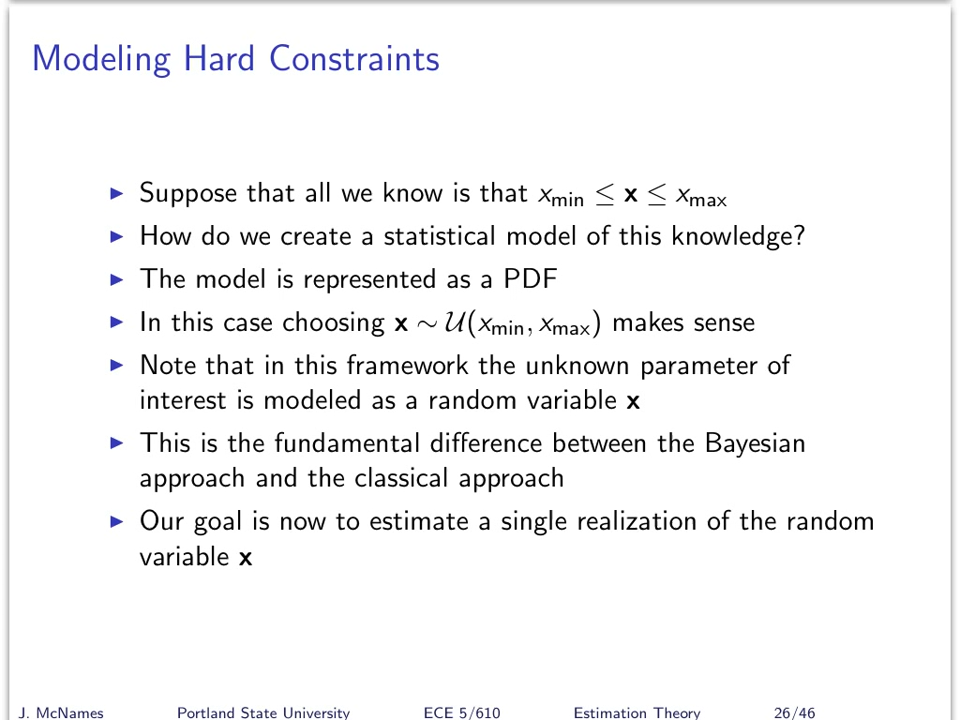 Modeling Hard Constraints
▶ Suppose that all we know is that x_min ≤ x ≤ x_max
▶ How do we create a statistical model of this knowledge?
▶ The model is represented as a PDF
▶ In this case choosing x ∼ U(x_min, x_max) makes sense
▶ Note that in this framework the unknown parameter of
interest is modeled as a random variable x
▶ This is the fundamental difference between the Bayesian
approach and the classical approach
▶ Our goal is now to estimate a single realization of the random
variable x
J. McNames Portland State University ECE 5/610 Estimation Theory 26/46